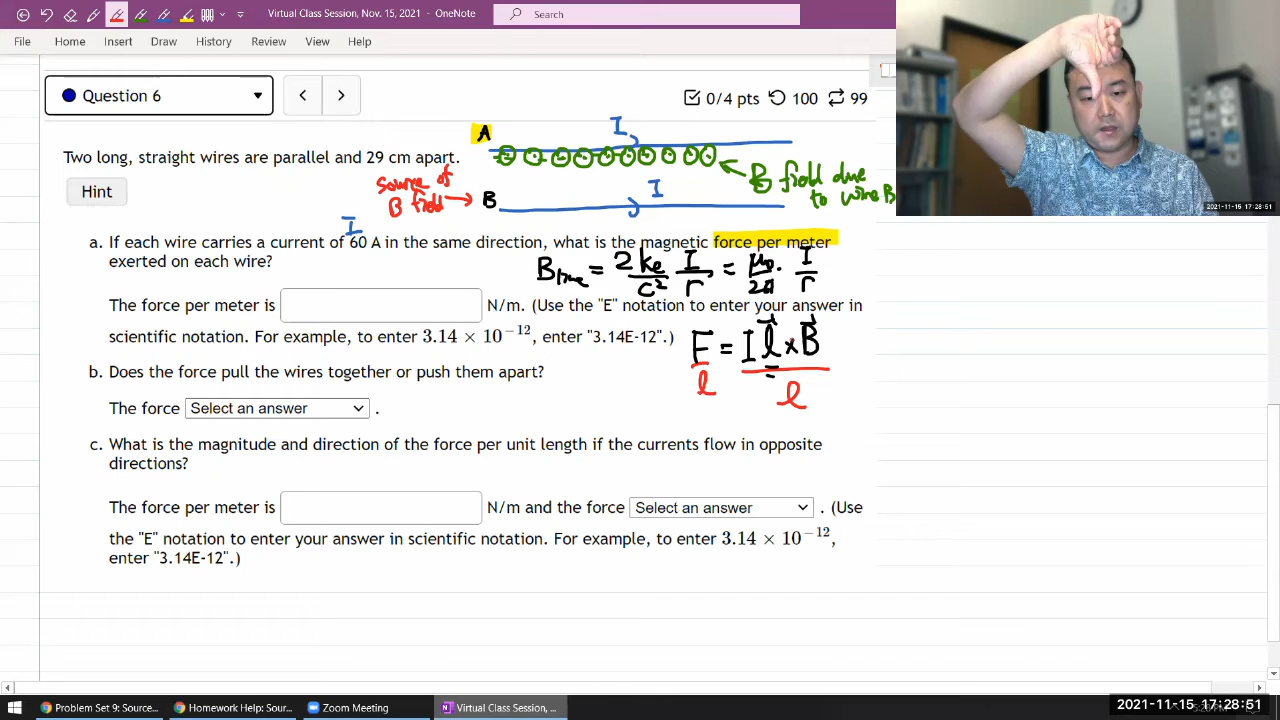 Virtual Class Session, Nov. 15, 2021 - OneNote
Search
File Home Insert Draw History Review View Help
Question 6
0/4 pts 100 99
Two long, straight wires are parallel and 29 cm apart.
Hint
A
I
B field due
to wire B
source of
B field
B
I
I
a. If each wire carries a current of 60 A in the same direction, what is the magnetic force per meter
exerted on each wire?
B line = 2ke/c² I/r = μ₀/2π · I/r
The force per meter is N/m. (Use the "E" notation to enter your answer in
scientific notation. For example, to enter 3.14 × 10⁻¹², enter "3.14E-12".)
F/l = I l⃗ × B⃗ / l
b. Does the force pull the wires together or push them apart?
The force Select an answer .
c. What is the magnitude and direction of the force per unit length if the currents flow in opposite
directions?
The force per meter is N/m and the force Select an answer . (Use
the "E" notation to enter your answer in scientific notation. For example, to enter 3.14 × 10⁻¹²,
enter "3.14E-12".)
2021-11-15 17:28:51
Problem Set 9: Source... Homework Help: Sour... Zoom Meeting Virtual Class Session,...
2021-11-15 17:28:51